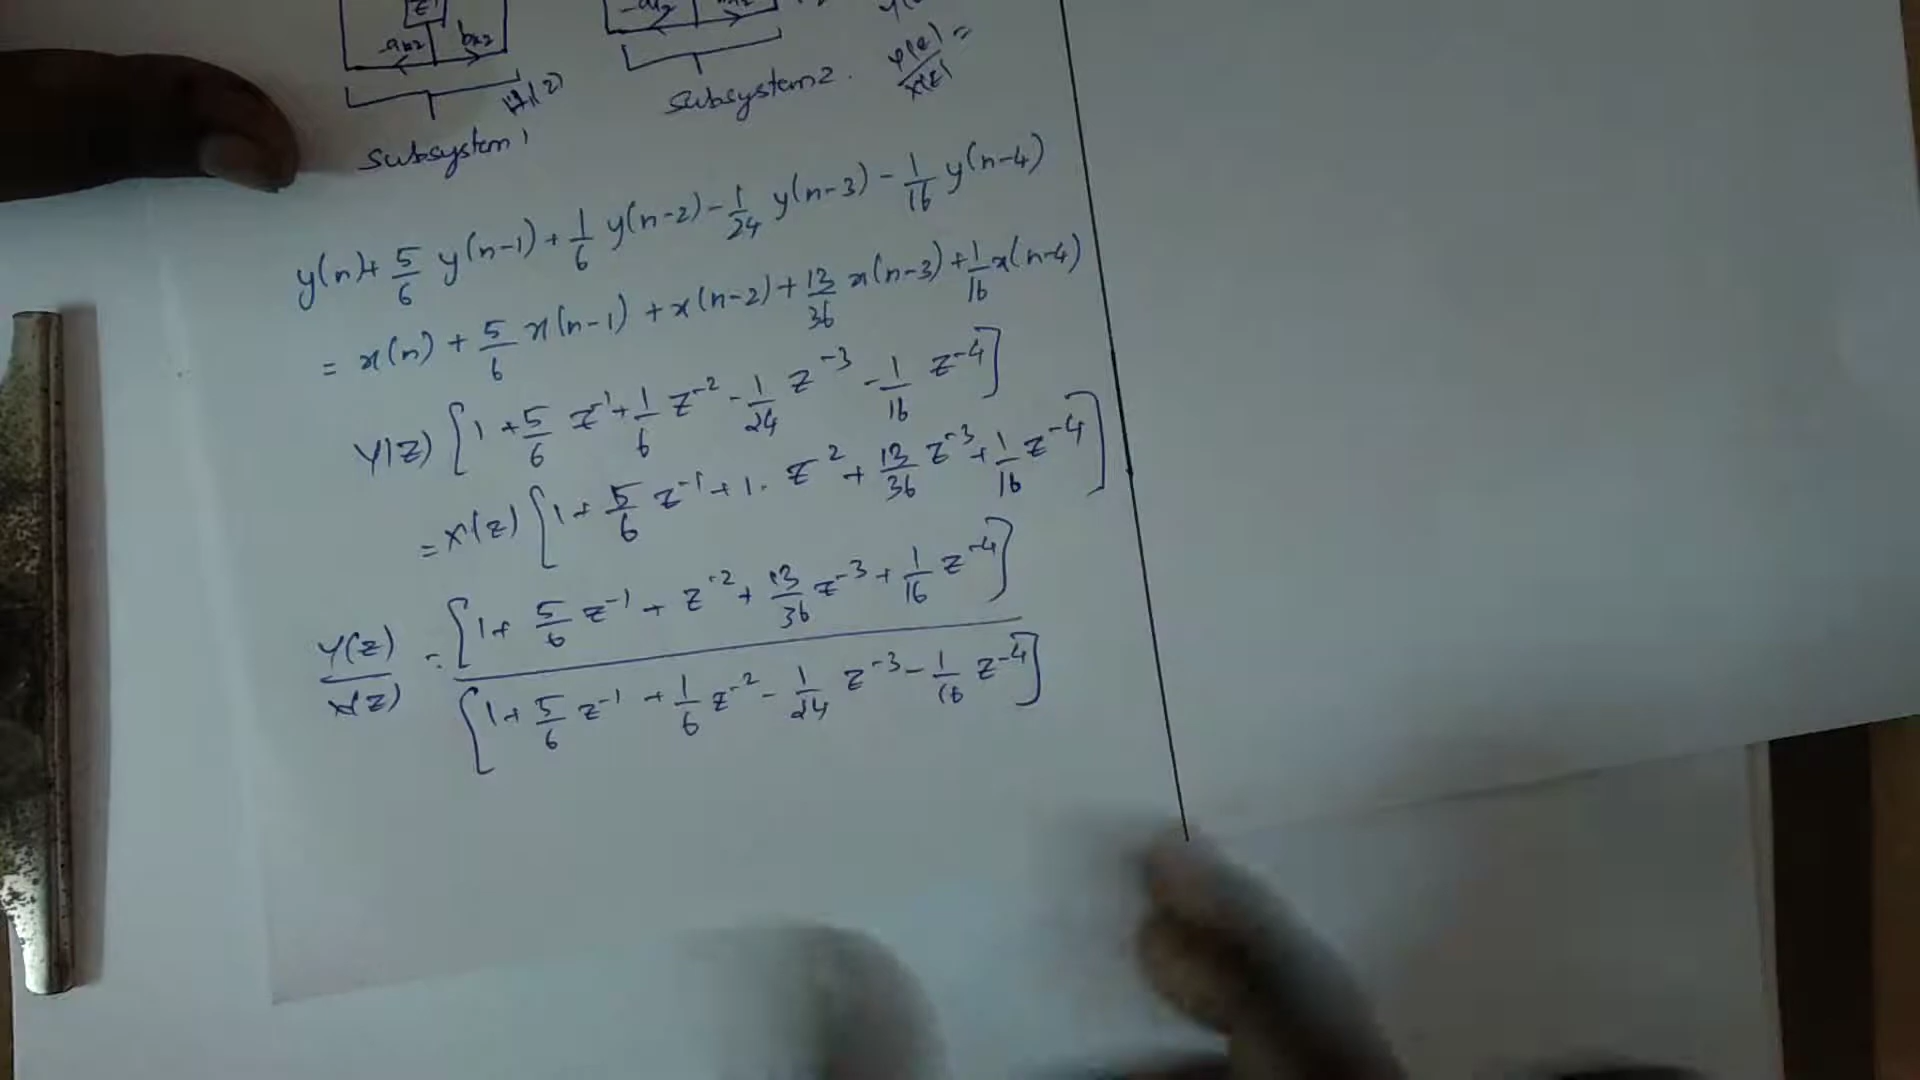 -ak2 bk2
Subsystem 1
H1(z)
Subsystem 2.
Y(z)/X(z) =
y(n)+ 5/6 y(n-1) + 1/6 y(n-2) - 1/24 y(n-3) - 1/16 y(n-4)
= x(n) + 5/6 x(n-1) + x(n-2) + 13/36 x(n-3) + 1/16 x(n-4)
Y(z) [1 + 5/6 z^-1 + 1/6 z^-2 - 1/24 z^-3 - 1/16 z^-4]
= X(z) [1 + 5/6 z^-1 + 1. z^2 + 13/36 z^-3 + 1/16 z^-4]
Y(z)/X(z) = [1 + 5/6 z^-1 + z^-2 + 13/36 z^-3 + 1/16 z^-4]
[1 + 5/6 z^-1 + 1/6 z^-2 - 1/24 z^-3 - 1/16 z^-4]